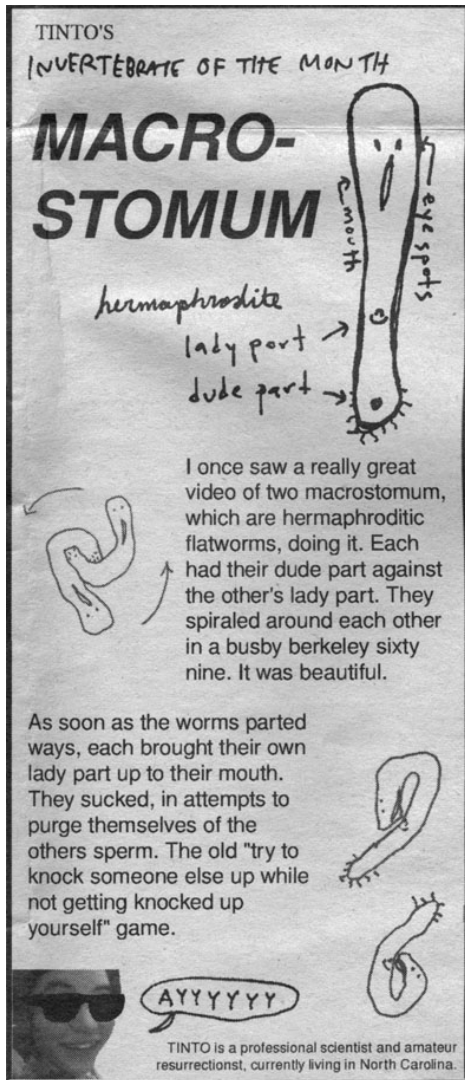 TINTO'S
INVERTEBRATE OF THE MONTH
MACRO-
STOMUM
mouth
eye spots
hermaphrodite
lady part
dude part
I once saw a really great
video of two macrostomum,
which are hermaphroditic
flatworms, doing it. Each
had their dude part against
the other's lady part. They
spiraled around each other
in a busby berkeley sixty
nine. It was beautiful.
As soon as the worms parted
ways, each brought their own
lady part up to their mouth.
They sucked, in attempts to
purge themselves of the
others sperm. The old "try to
knock someone else up while
not getting knocked up
yourself" game.
AYYYYYY
TINTO is a professional scientist and amateur
resurrectionist, currently living in North Carolina.